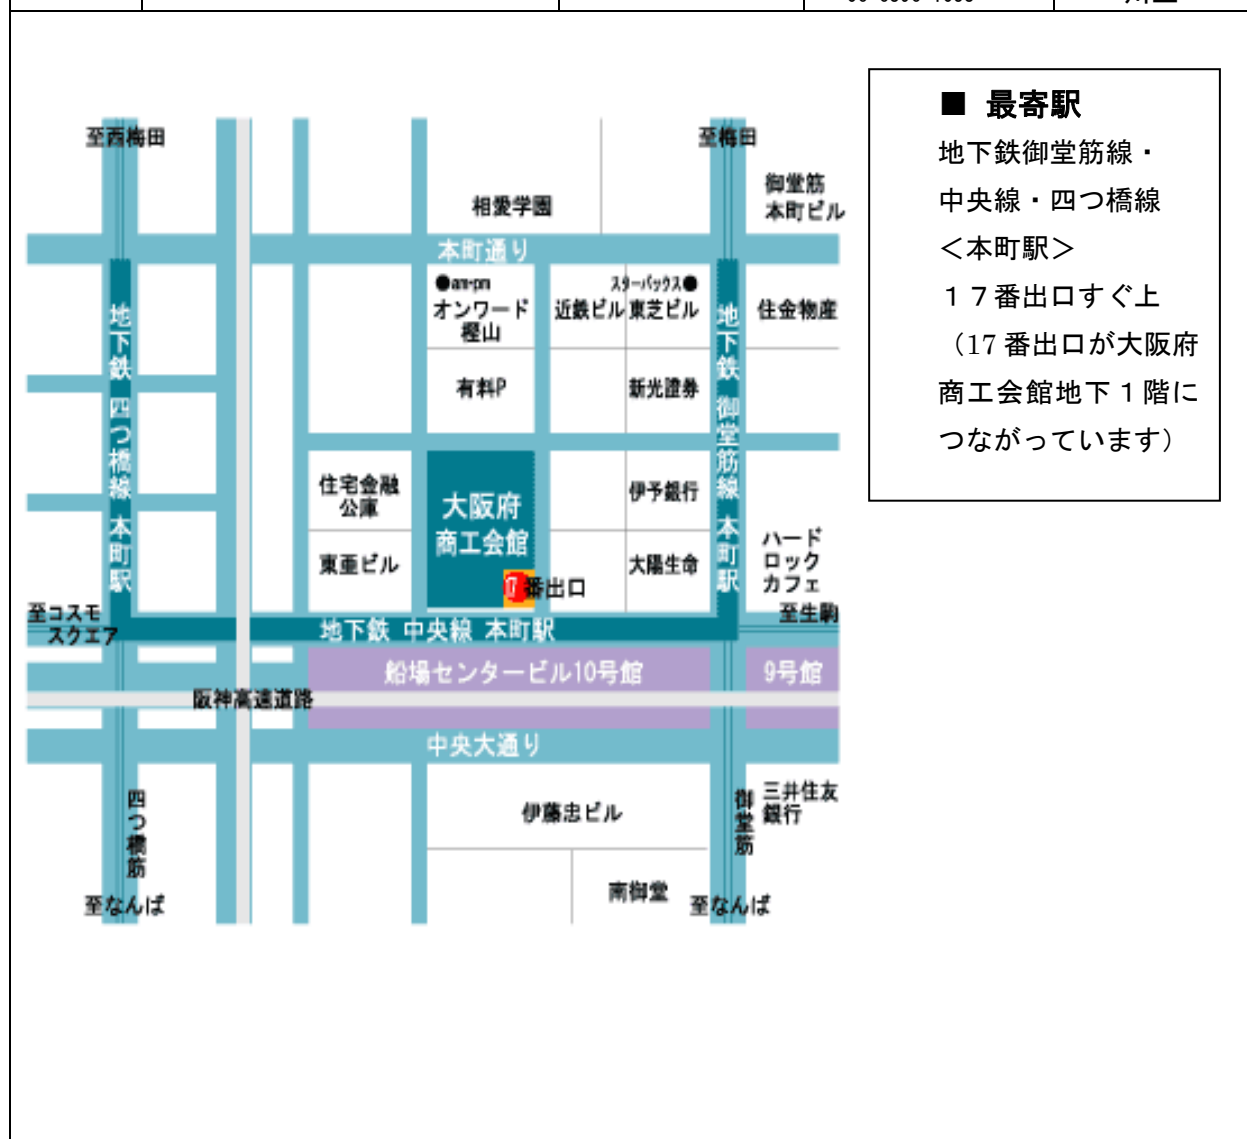 ■ 最寄駅
地下鉄御堂筋線・
中央線・四つ橋線
＜本町駅＞
１７番出口すぐ上
（17 番出口が大阪府
商工会館地下１階に
つながっています）
至西梅田
至梅田
御堂筋
本町ビル
相愛学園
本町通り
●am·pm
オンワード
樫山
スターバックス●
近鉄ビル
東芝ビル
住金物産
有料P
新光證券
地下鉄 四つ橋線 本町駅
地下鉄 御堂筋線 本町駅
住宅金融
公庫
大阪府
商工会館
伊予銀行
東亜ビル
17番出口
大陽生命
ハード
ロック
カフェ
至コスモ
スクエア
至生駒
地下鉄 中央線 本町駅
船場センタービル10号館
9号館
阪神高速道路
中央大通り
四つ橋筋
伊藤忠ビル
御堂筋
三井住友
銀行
南御堂
至なんば
至なんば